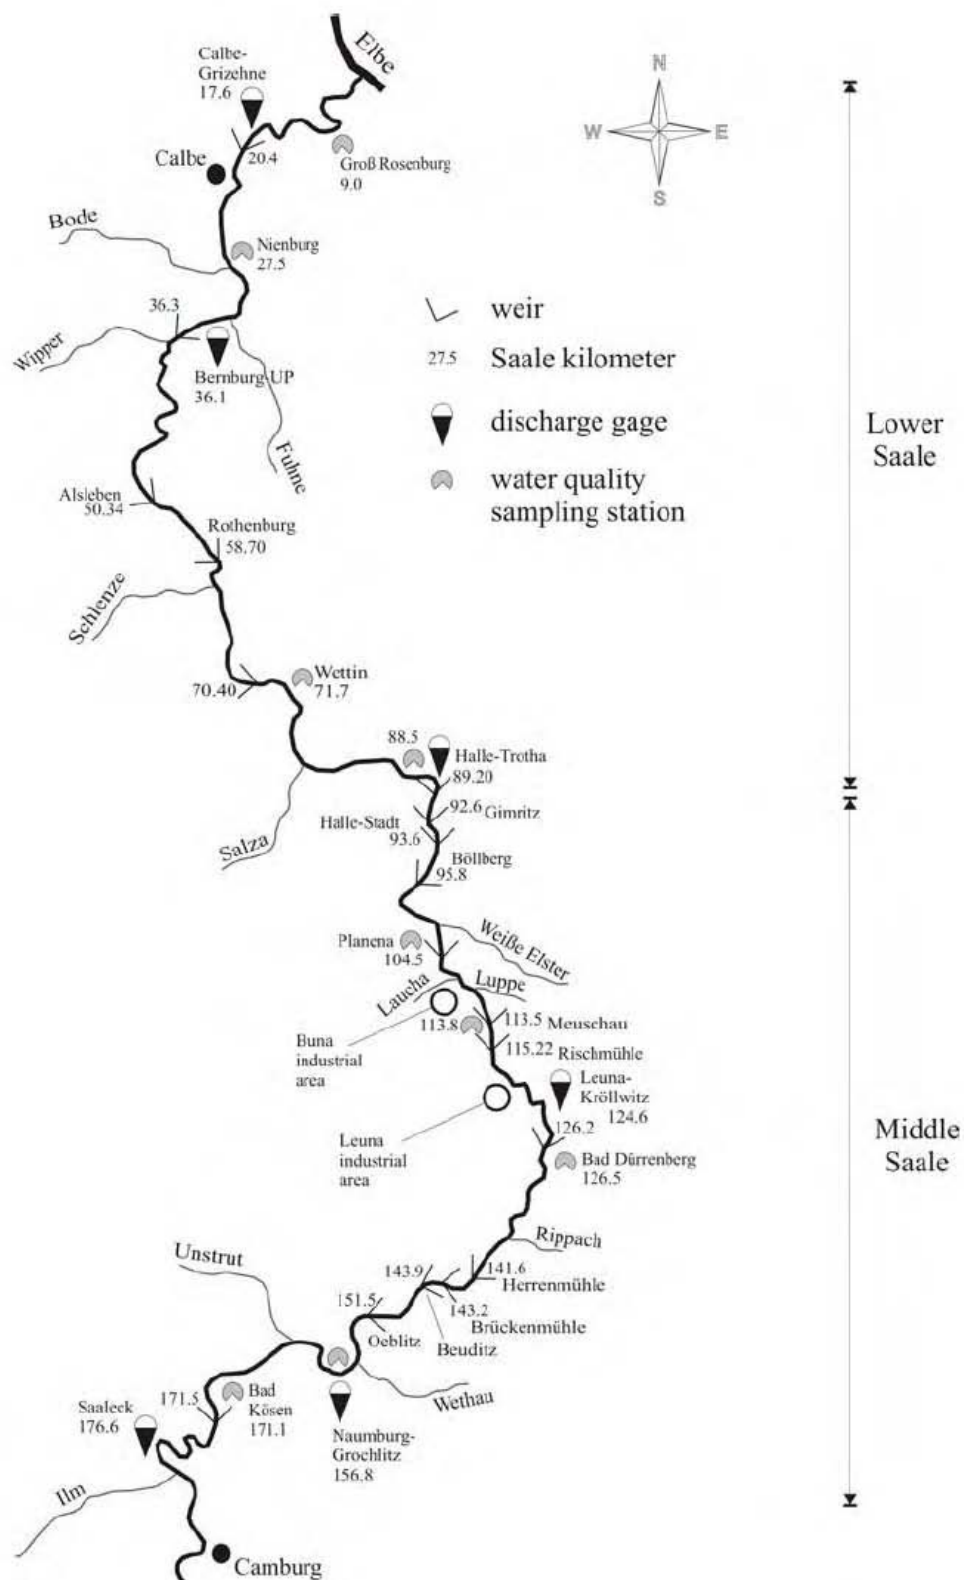 Elbe
Calbe-
Grizehne
17.6
N
W
E
S
20.4
Calbe
Groß Rosenburg
9.0
Bode
Nienburg
27.5
36.3
Wipper
Bernburg-UP
36.1
Fuhne
weir
27.5
Saale kilometer
discharge gage
water quality
sampling station
Lower
Saale
Alsleben
50.34
Rothenburg
58.70
Schlenze
Wettin
71.7
70.40
88.5
Halle-Trotha
89.20
92.6
Gimritz
Halle-Stadt
93.6
Salza
Böllberg
95.8
Planena
104.5
Weiße Elster
Laucha
Luppe
113.8
113.5
Meuschau
Buna
industrial
area
115.22
Rischmühle
Leuna-
Kröllwitz
124.6
126.2
Leuna
industrial
area
Bad Dürrenberg
126.5
Middle
Saale
Rippach
Unstrut
143.9
141.6
Herrenmühle
151.5
143.2
Brückenmühle
Oeblitz
Beuditz
Wethau
Saaleck
176.6
171.5
Bad
Kösen
171.1
Naumburg-
Grochlitz
156.8
Ilm
Camburg